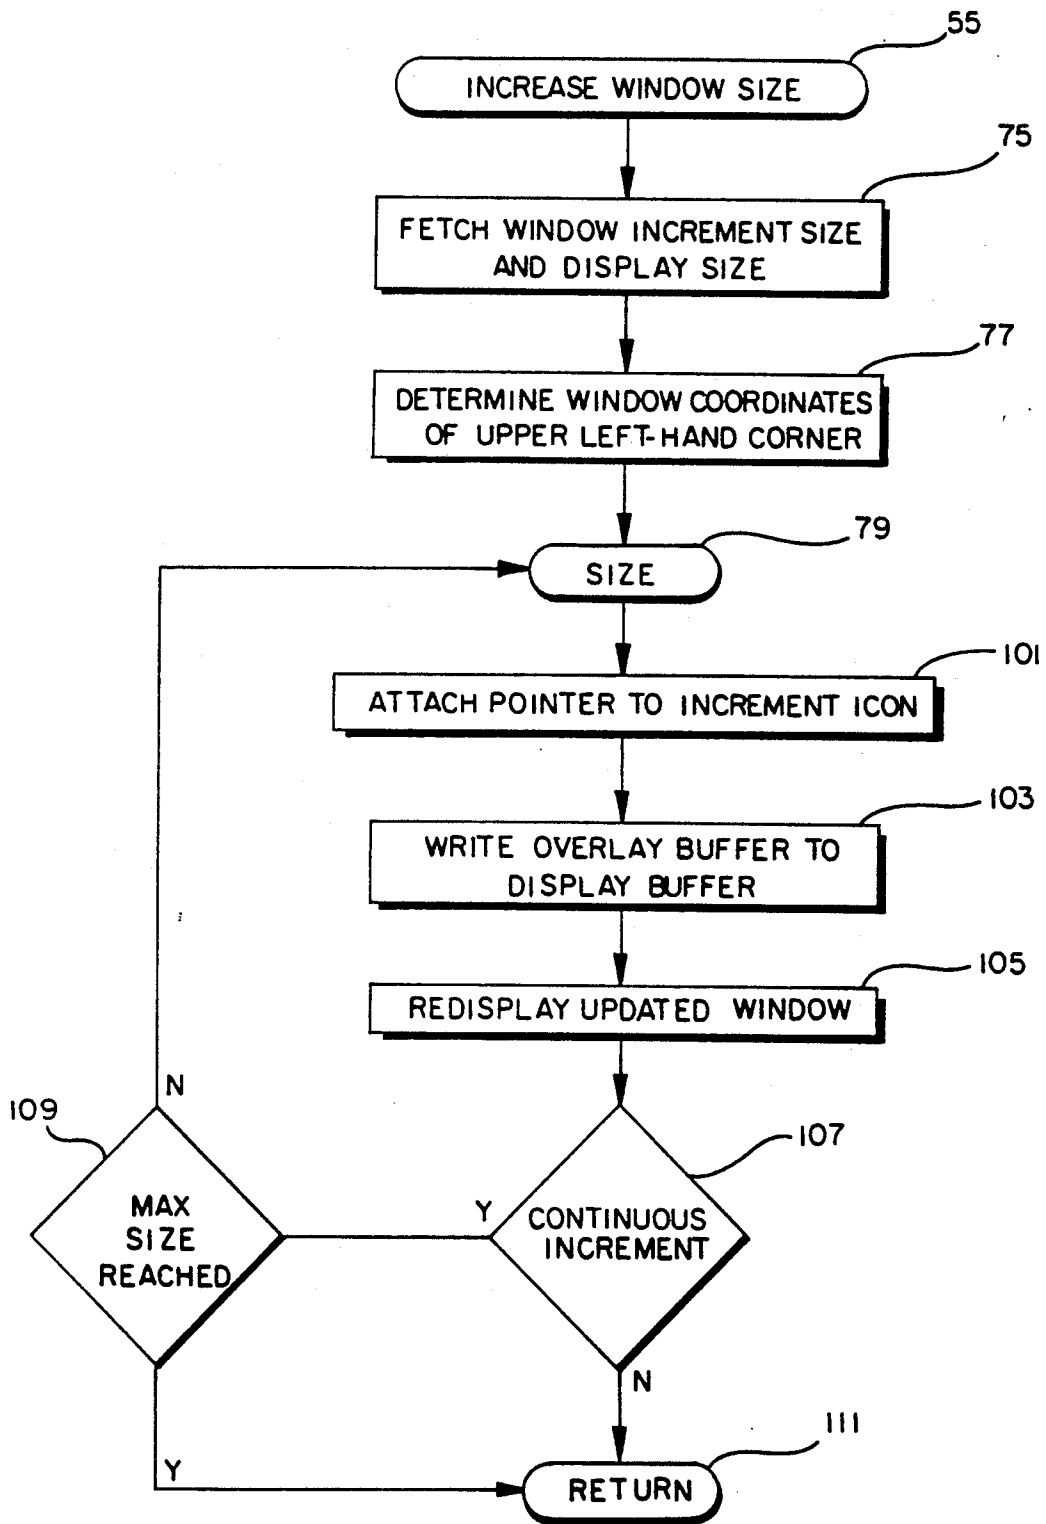 55
INCREASE WINDOW SIZE
75
FETCH WINDOW INCREMENT SIZE
AND DISPLAY SIZE
77
DETERMINE WINDOW COORDINATES
OF UPPER LEFT-HAND CORNER
79
SIZE
101
ATTACH POINTER TO INCREMENT ICON
103
WRITE OVERLAY BUFFER TO
DISPLAY BUFFER
105
REDISPLAY UPDATED WINDOW
N
109
107
MAX
SIZE
REACHED
Y
CONTINUOUS
INCREMENT
N
111
Y
RETURN